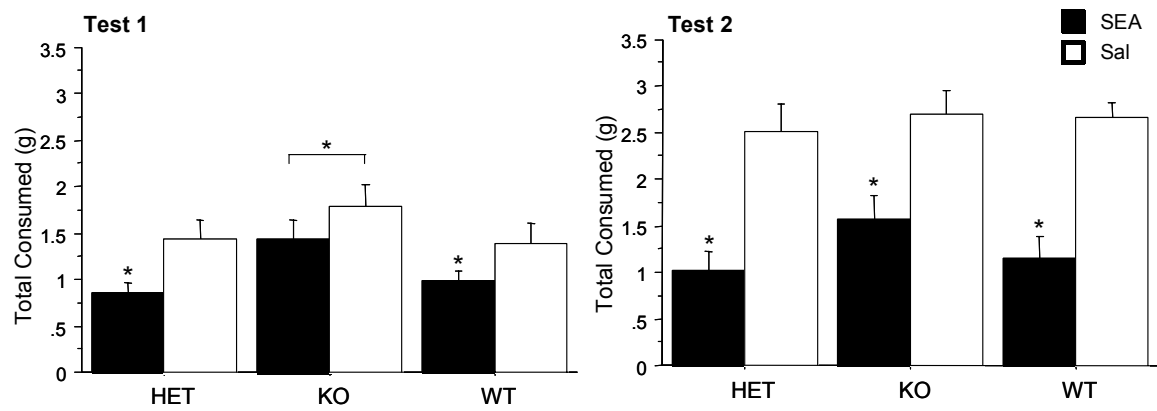 Test 1
3.5
3
2.5
2
1.5
1
.5
0
Total Consumed (g)
*
*
*
HET
KO
WT
Test 2
3.5
3
2.5
2
1.5
1
.5
0
Total Consumed (g)
*
*
*
HET
KO
WT
SEA
Sal